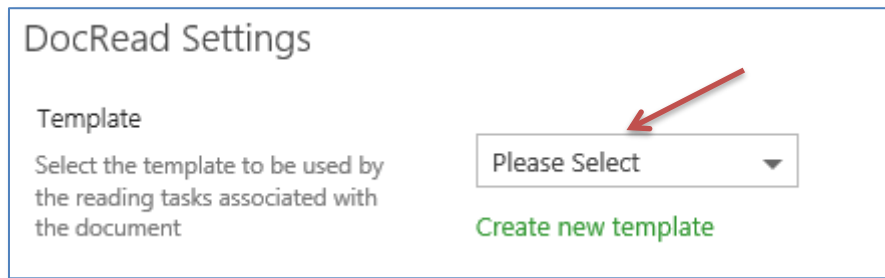 DocRead Settings
Template
Select the template to be used by
the reading tasks associated with
the document
Please Select
Create new template